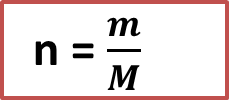 n = m/M